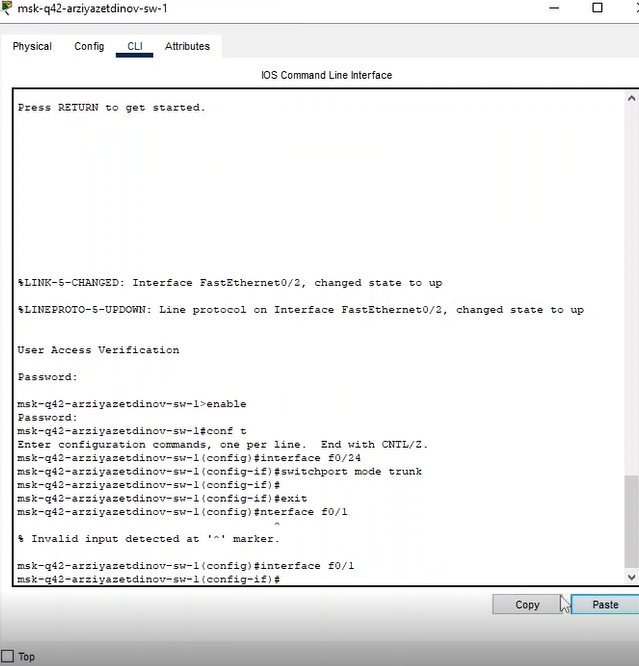 msk-q42-arziyazetdinov-sw-1
Physical Config CLI Attributes
IOS Command Line Interface
Press RETURN to get started.
%LINK-5-CHANGED: Interface FastEthernet0/2, changed state to up
%LINEPROTO-5-UPDOWN: Line protocol on Interface FastEthernet0/2, changed state to up
User Access Verification
Password:
msk-q42-arziyazetdinov-sw-1>enable
Password:
msk-q42-arziyazetdinov-sw-1#conf t
Enter configuration commands, one per line.  End with CNTL/Z.
msk-q42-arziyazetdinov-sw-1(config)#interface f0/24
msk-q42-arziyazetdinov-sw-1(config-if)#switchport mode trunk
msk-q42-arziyazetdinov-sw-1(config-if)#
msk-q42-arziyazetdinov-sw-1(config-if)#exit
msk-q42-arziyazetdinov-sw-1(config)#nterface f0/1
^
% Invalid input detected at '^' marker.
msk-q42-arziyazetdinov-sw-1(config)#interface f0/1
msk-q42-arziyazetdinov-sw-1(config-if)#
Copy Paste
Top